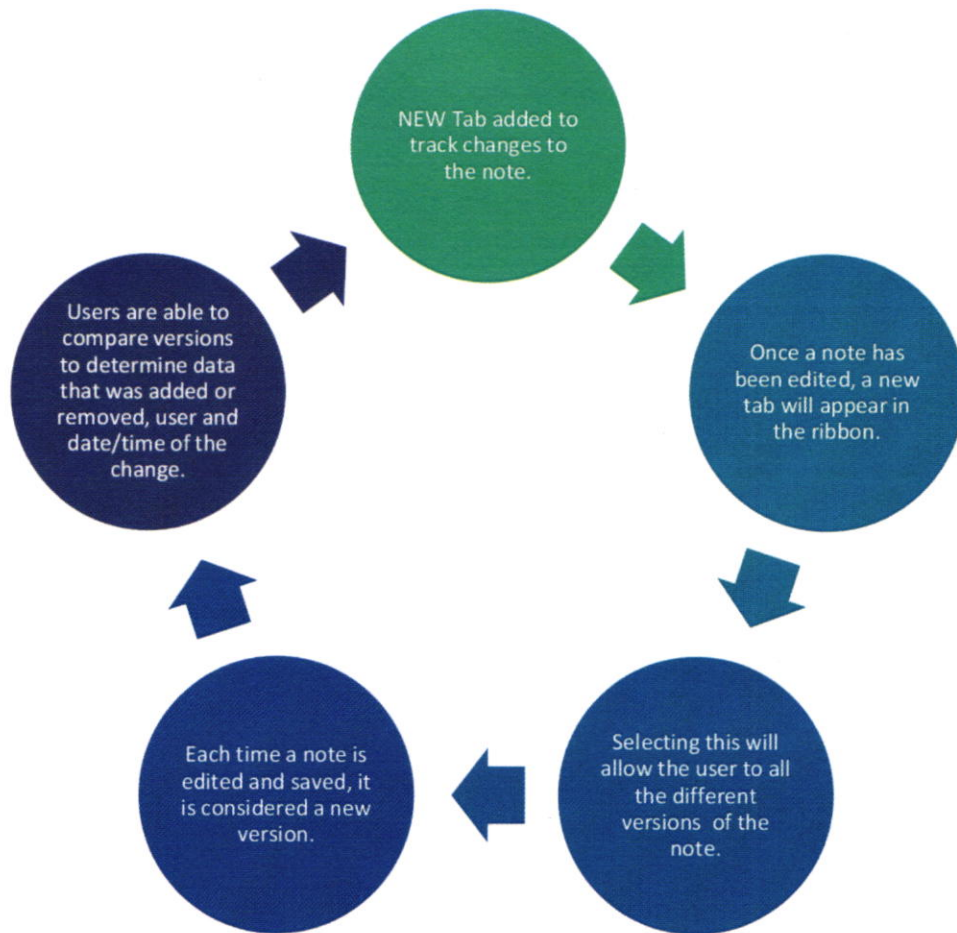 NEW Tab added to
track changes to
the note.
Once a note has
been edited, a new
tab will appear in
the ribbon.
Selecting this will
allow the user to all
the different
versions of the
note.
Each time a note is
edited and saved, it
is considered a new
version.
Users are able to
compare versions
to determine data
that was added or
removed, user and
date/time of the
change.